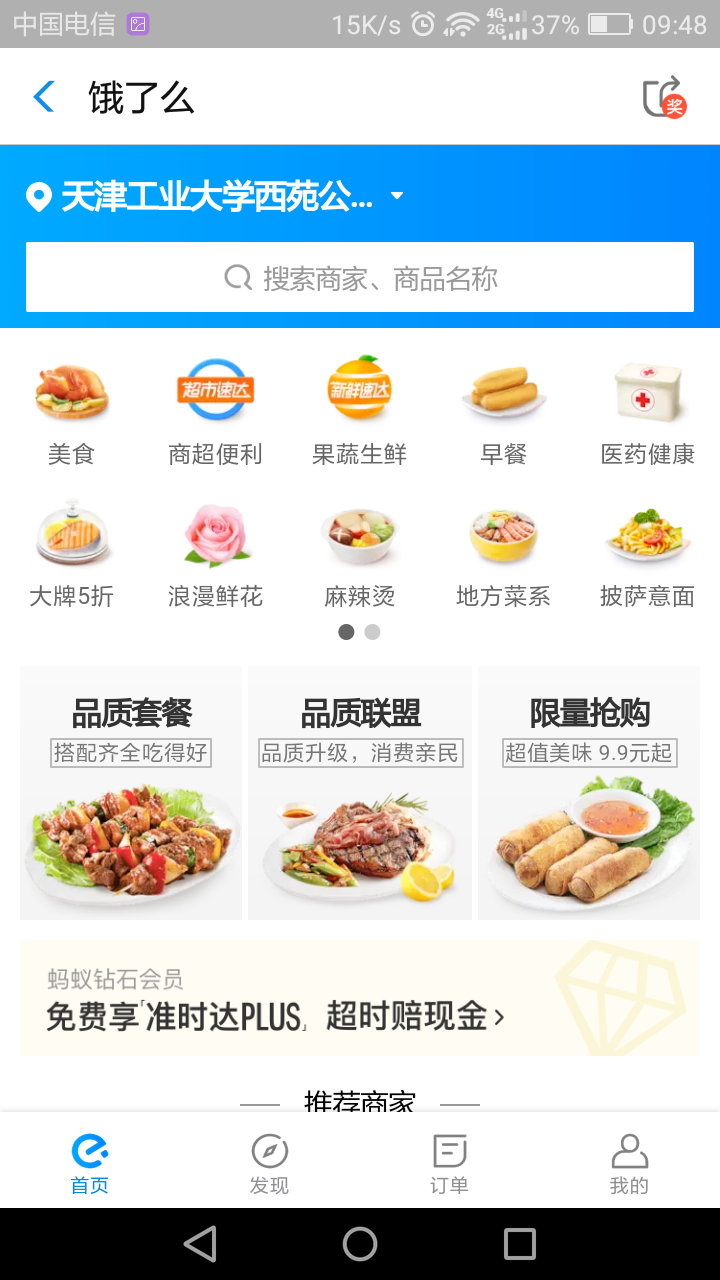 中国电信
15K/s 4G 2G 37% 09:48
饿了么
奖
天津工业大学西苑公...
搜索商家、商品名称
超市速达
新鲜速达
美食 商超便利 果蔬生鲜 早餐 医药健康
大牌5折 浪漫鲜花 麻辣烫 地方菜系 披萨意面
品质套餐
搭配齐全吃得好
品质联盟
品质升级，消费亲民
限量抢购
超值美味 9.9元起
蚂蚁钻石会员
免费享「准时达PLUS」超时赔现金
推荐商家
首页 发现 订单 我的